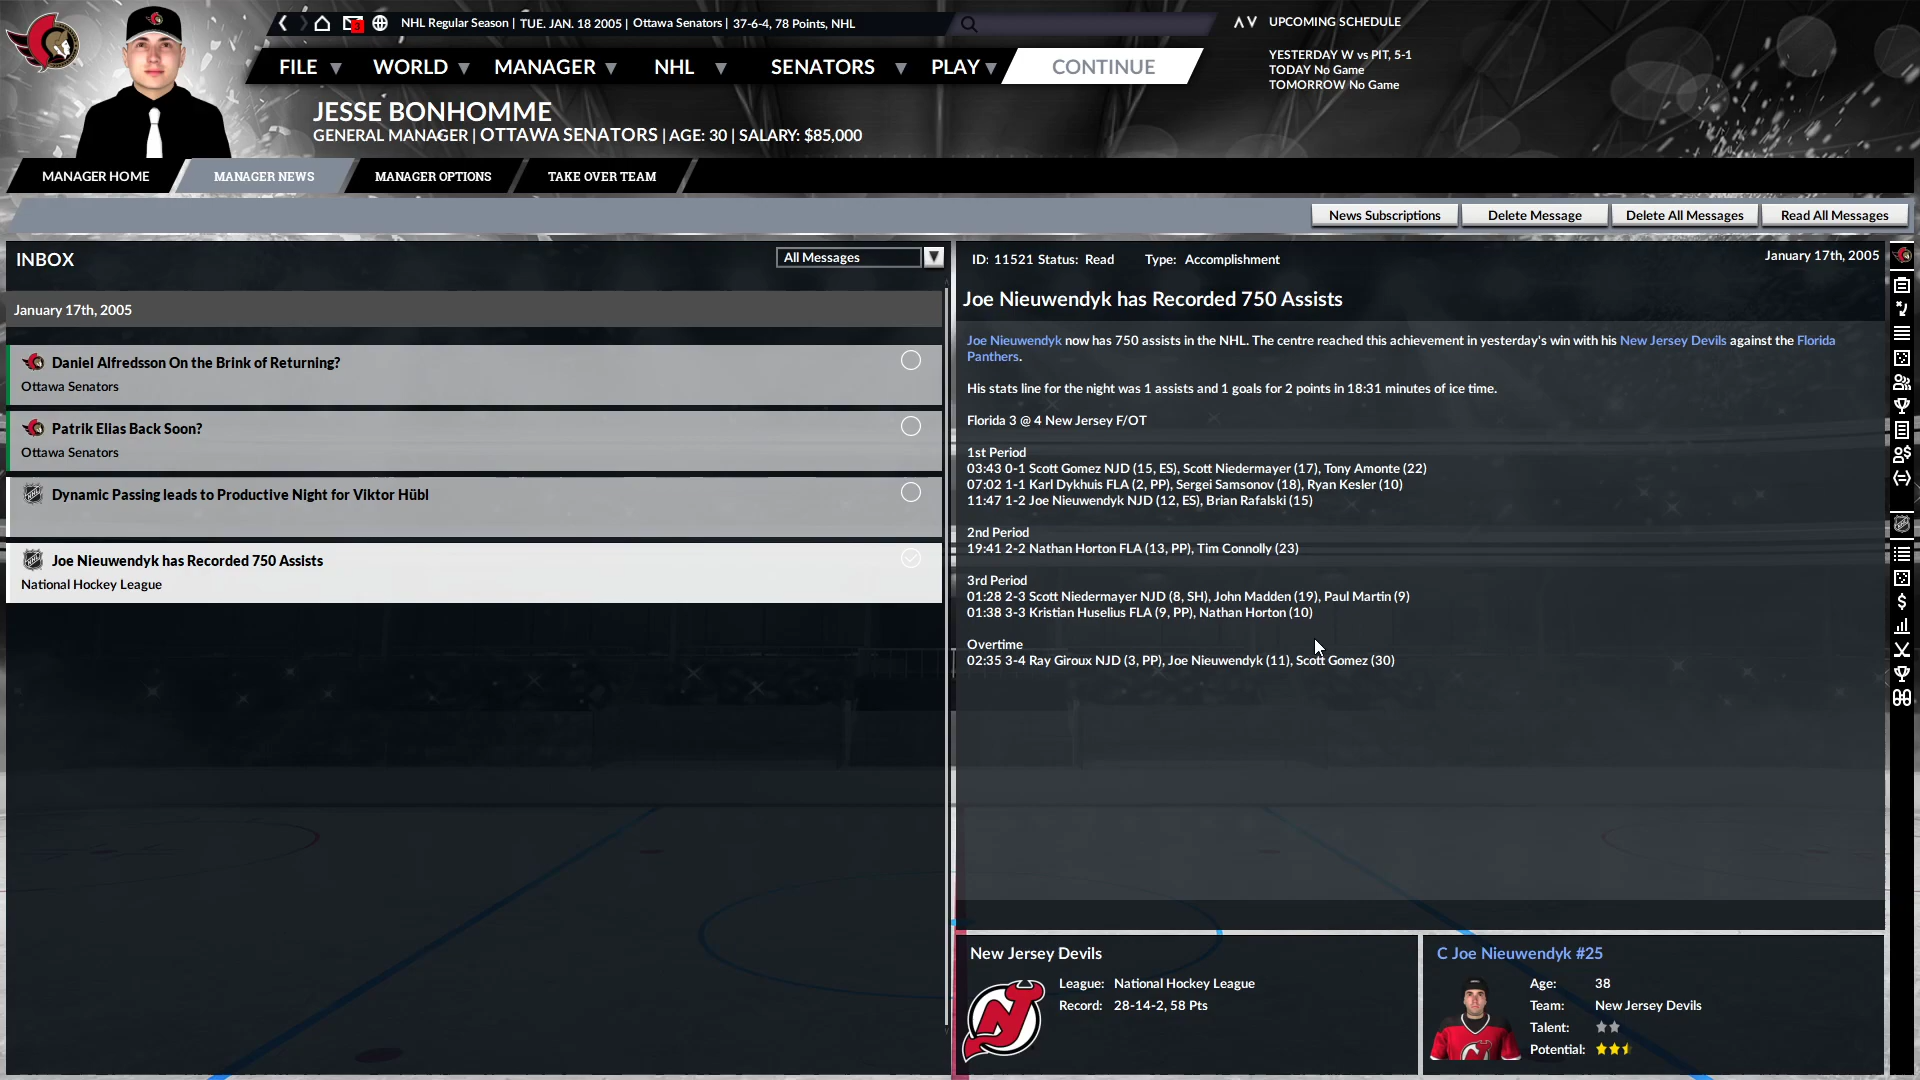 NHL Regular Season | TUE. JAN. 18 2005 | Ottawa Senators | 37-6-4, 78 Points, NHL
UPCOMING SCHEDULE
YESTERDAY W vs PIT, 5-1
TODAY No Game
TOMORROW No Game
FILE WORLD MANAGER NHL SENATORS PLAY CONTINUE
JESSE BONHOMME
GENERAL MANAGER | OTTAWA SENATORS | AGE: 30 | SALARY: $85,000
MANAGER HOME MANAGER NEWS MANAGER OPTIONS TAKE OVER TEAM
News Subscriptions Delete Message Delete All Messages Read All Messages
INBOX
All Messages
January 17th, 2005
Daniel Alfredsson On the Brink of Returning?
Ottawa Senators
Patrik Elias Back Soon?
Ottawa Senators
Dynamic Passing leads to Productive Night for Viktor Hübl
Joe Nieuwendyk has Recorded 750 Assists
National Hockey League
ID: 11521 Status: Read Type: Accomplishment
January 17th, 2005
Joe Nieuwendyk has Recorded 750 Assists
Joe Nieuwendyk now has 750 assists in the NHL. The centre reached this achievement in yesterday's win with his New Jersey Devils against the Florida
Panthers.
His stats line for the night was 1 assists and 1 goals for 2 points in 18:31 minutes of ice time.
Florida 3 @ 4 New Jersey F/OT
1st Period
03:43 0-1 Scott Gomez NJD (15, ES), Scott Niedermayer (17), Tony Amonte (22)
07:02 1-1 Karl Dykhuis FLA (2, PP), Sergei Samsonov (18), Ryan Kesler (10)
11:47 1-2 Joe Nieuwendyk NJD (12, ES), Brian Rafalski (15)
2nd Period
19:41 2-2 Nathan Horton FLA (13, PP), Tim Connolly (23)
3rd Period
01:28 2-3 Scott Niedermayer NJD (8, SH), John Madden (19), Paul Martin (9)
01:38 3-3 Kristian Huselius FLA (9, PP), Nathan Horton (10)
Overtime
02:35 3-4 Ray Giroux NJD (3, PP), Joe Nieuwendyk (11), Scott Gomez (30)
New Jersey Devils
League: National Hockey League
Record: 28-14-2, 58 Pts
C Joe Nieuwendyk #25
Age: 38
Team: New Jersey Devils
Talent:
Potential: